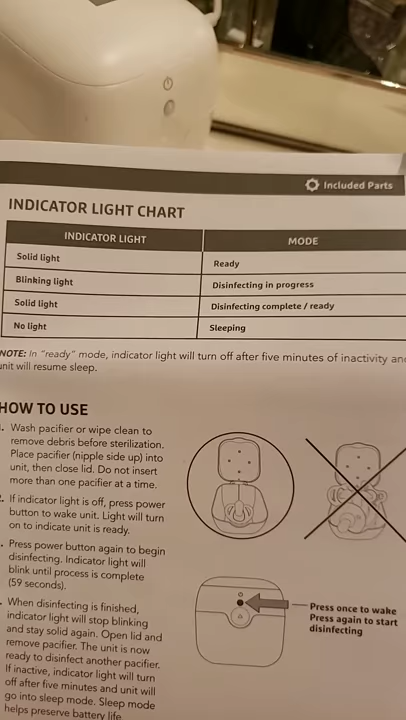 Included Parts
INDICATOR LIGHT CHART
INDICATOR LIGHT MODE
Solid light Ready
Blinking light Disinfecting in progress
Solid light Disinfecting complete / ready
No light Sleeping
NOTE: In "ready" mode, indicator light will turn off after five minutes of inactivity and
unit will resume sleep.
HOW TO USE
Wash pacifier or wipe clean to
remove debris before sterilization.
Place pacifier (nipple side up) into
unit, then close lid. Do not insert
more than one pacifier at a time.
If indicator light is off, press power
button to wake unit. Light will turn
on to indicate unit is ready.
Press power button again to begin
disinfecting. Indicator light will
blink until process is complete
(59 seconds).
When disinfecting is finished,
indicator light will stop blinking
and stay solid again. Open lid and
remove pacifier. The unit is now
ready to disinfect another pacifier.
If inactive, indicator light will turn
off after five minutes and unit will
go into sleep mode. Sleep mode
helps preserve battery life
Press once to wake
Press again to start
disinfecting